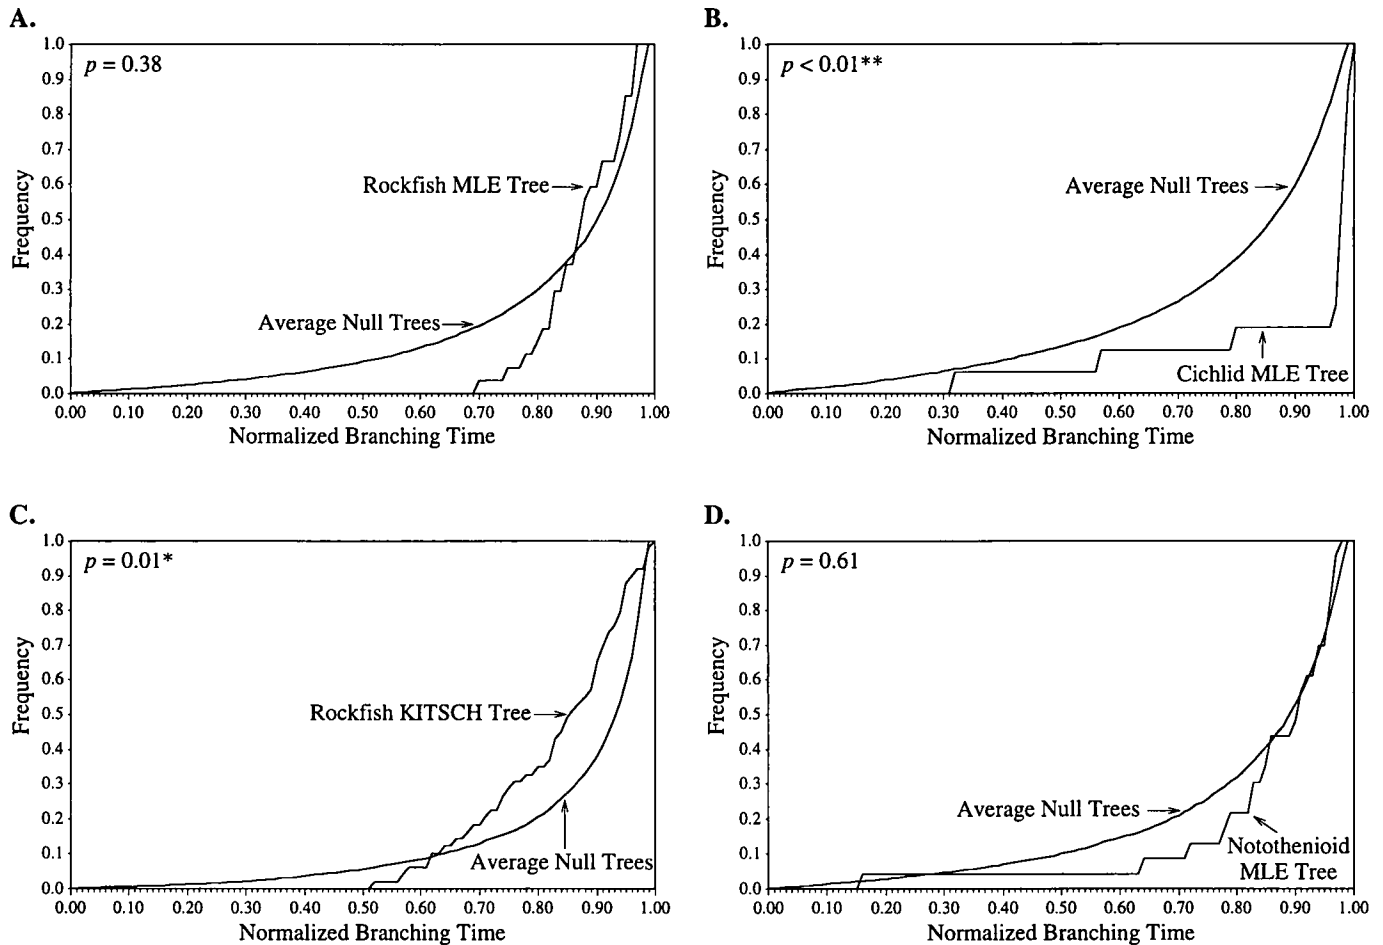 A.
p = 0.38
1.0
0.9
0.8
0.7
0.6
0.5
0.4
0.3
0.2
0.1
0.0
Frequency
Rockfish MLE Tree
Average Null Trees
0.00 0.10 0.20 0.30 0.40 0.50 0.60 0.70 0.80 0.90 1.00
Normalized Branching Time
B.
p < 0.01**
1.0
0.9
0.8
0.7
0.6
0.5
0.4
0.3
0.2
0.1
0.0
Frequency
Average Null Trees
Cichlid MLE Tree
0.00 0.10 0.20 0.30 0.40 0.50 0.60 0.70 0.80 0.90 1.00
Normalized Branching Time
C.
p = 0.01*
1.0
0.9
0.8
0.7
0.6
0.5
0.4
0.3
0.2
0.1
0.0
Frequency
Rockfish KITSCH Tree
Average Null Trees
0.00 0.10 0.20 0.30 0.40 0.50 0.60 0.70 0.80 0.90 1.00
Normalized Branching Time
D.
p = 0.61
1.0
0.9
0.8
0.7
0.6
0.5
0.4
0.3
0.2
0.1
0.0
Frequency
Average Null Trees
Notothenioid
MLE Tree
0.00 0.10 0.20 0.30 0.40 0.50 0.60 0.70 0.80 0.90 1.00
Normalized Branching Time